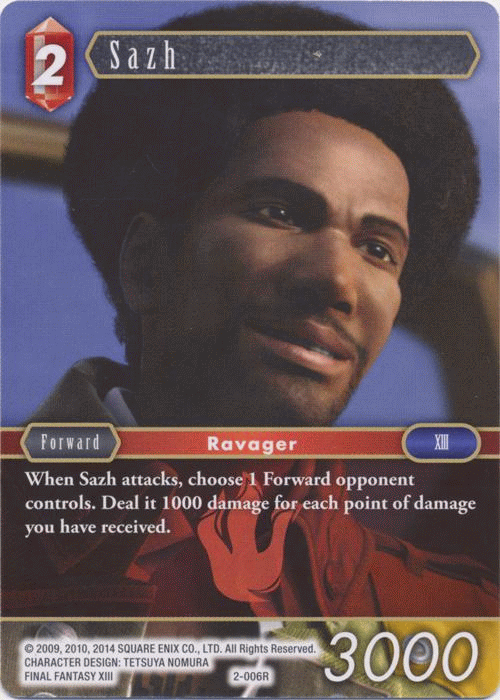 2
Sazh
Forward
Ravager
XIII
When Sazh attacks, choose 1 Forward opponent
controls. Deal it 1000 damage for each point of damage
you have received.
© 2009, 2010, 2014 SQUARE ENIX CO., LTD. All Rights Reserved.
CHARACTER DESIGN: TETSUYA NOMURA
FINAL FANTASY XIII
2-006R
3000